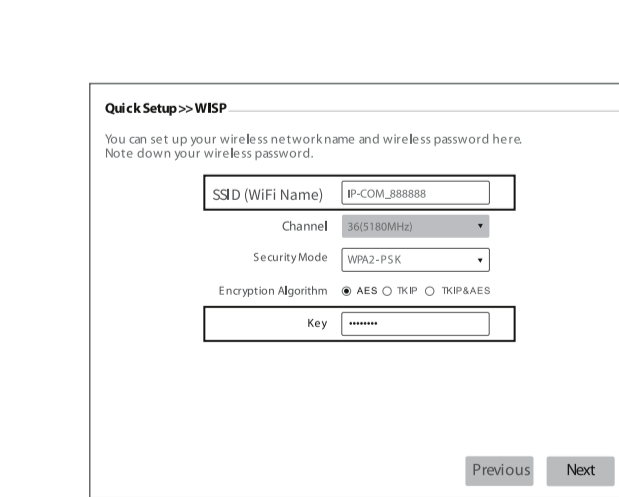 Quick Setup>> WISP
You can set up your wireless network name and wireless password here.
Note down your wireless password.
SSID (WiFi Name) IP-COM_888888
Channel 36(5180MHz)
Security Mode WPA2-PSK
Encryption Algorithm AES TKIP TKIP&AES
Key ••••••••
Previous Next